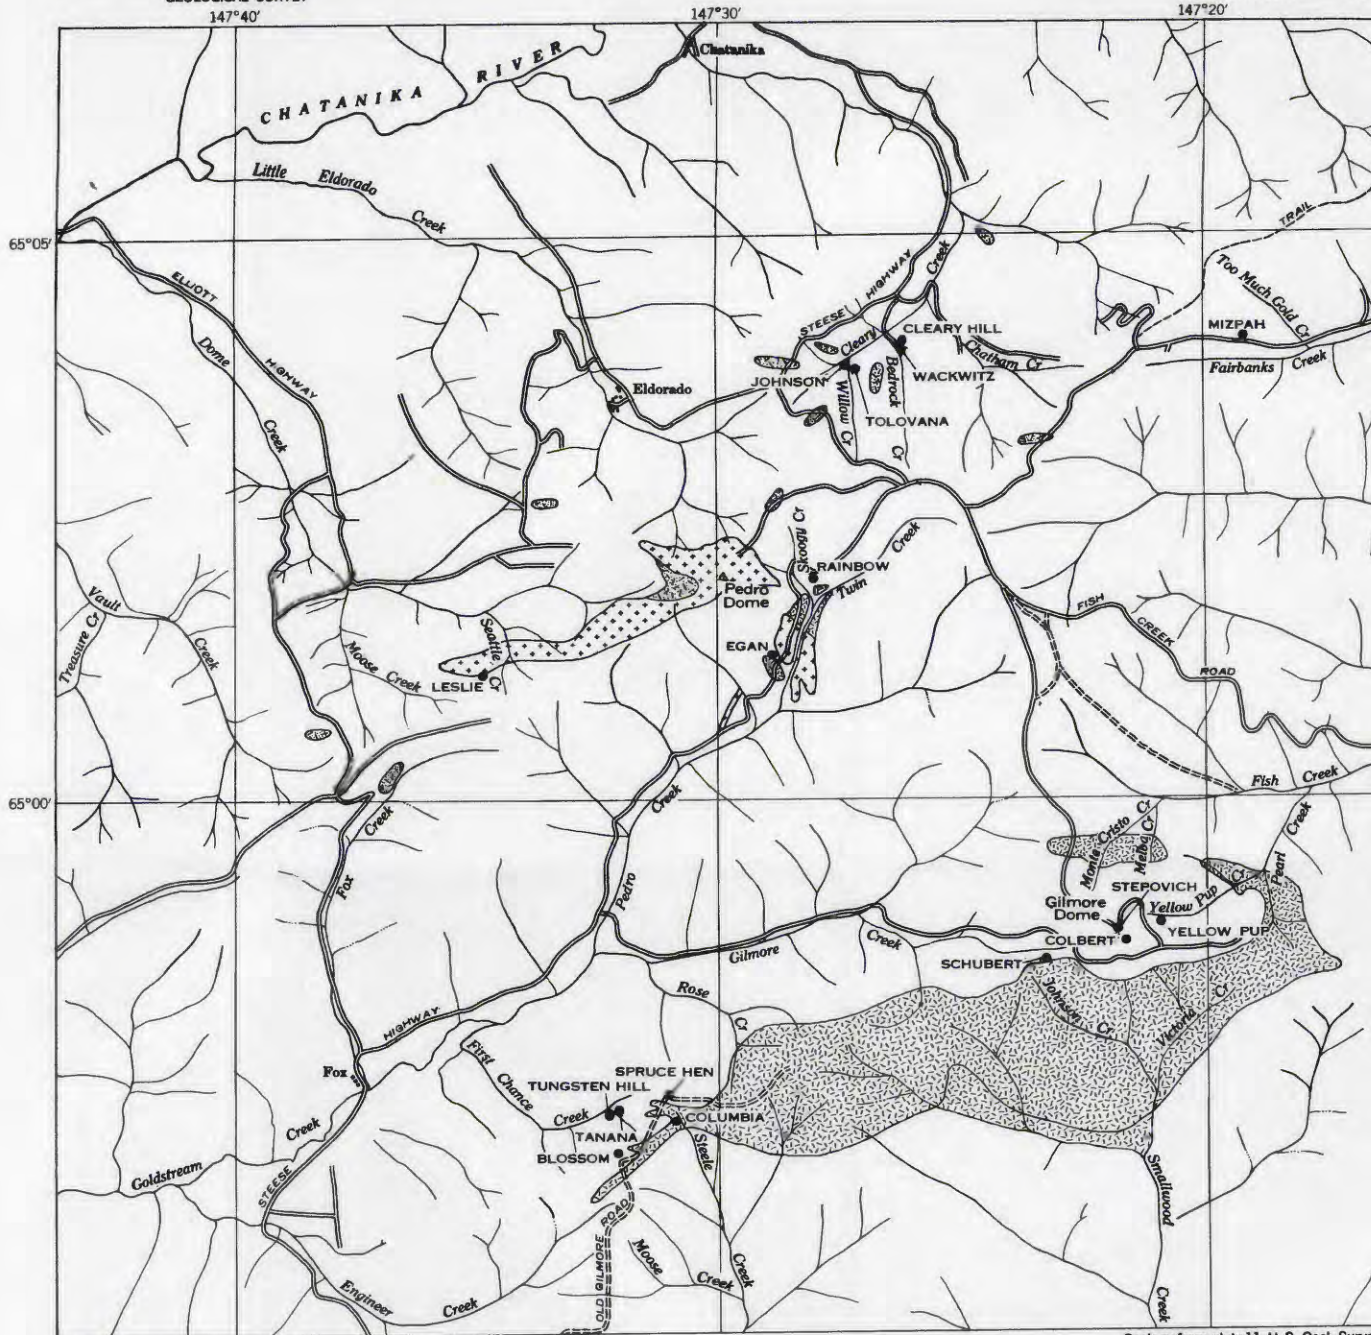 GEOLOGICAL SURVEY
147°40'
147°30'
147°20'
Chatanika
CHATANIKA RIVER
Little Eldorado Creek
65°05'
ELLIOTT HIGHWAY
Dome Creek
STEESE HIGHWAY
Cleary Creek
TRAIL
Too Much Gold Cr
MIZPAH
CLEARY HILL
Chatham Cr
Fairbanks Creek
JOHNSON
WACKWITZ
Bedrock Cr
Willow Cr
TOLOVANA
Eldorado
Skoogy Cr
RAINBOW
Twin Creek
Pedro Dome
EGAN
Vault Creek
Treasure Cr
Seattle Cr
Moose Creek
LESLIE
FISH CREEK ROAD
Fish Creek
65°00'
Fox Creek
Pedro Creek
Monte Cristo Cr
Melba Cr
Pearl Creek
STEPOVICH
Yellow Pup Cr
Gilmore Dome
COLBERT
YELLOW PUP
Gilmore Creek
SCHUBERT
Rose Cr
Johnson Cr
Victoria Cr
HIGHWAY
Fox
First Chance Creek
SPRUCE HEN
TUNGSTEN HILL
COLUMBIA
TANANA
BLOSSOM
Steele Creek
Goldstream Creek
STEESE
Smallwood Creek
OLD GILMORE ROAD
Moose Creek
Engineer Creek